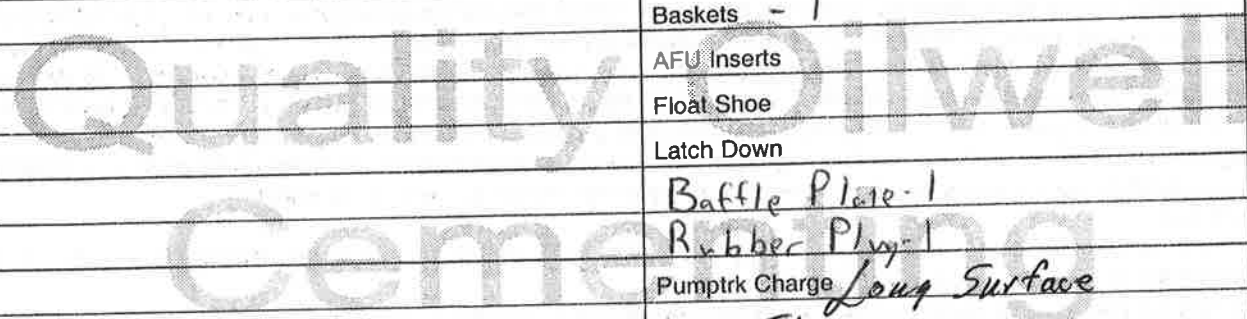 Baskets - 1
AFU Inserts
Quality Oilwell
Float Shoe
Latch Down
Baffle Plate - 1
Rubber Plug - 1
Cementing
Pumptrk Charge Long Surface